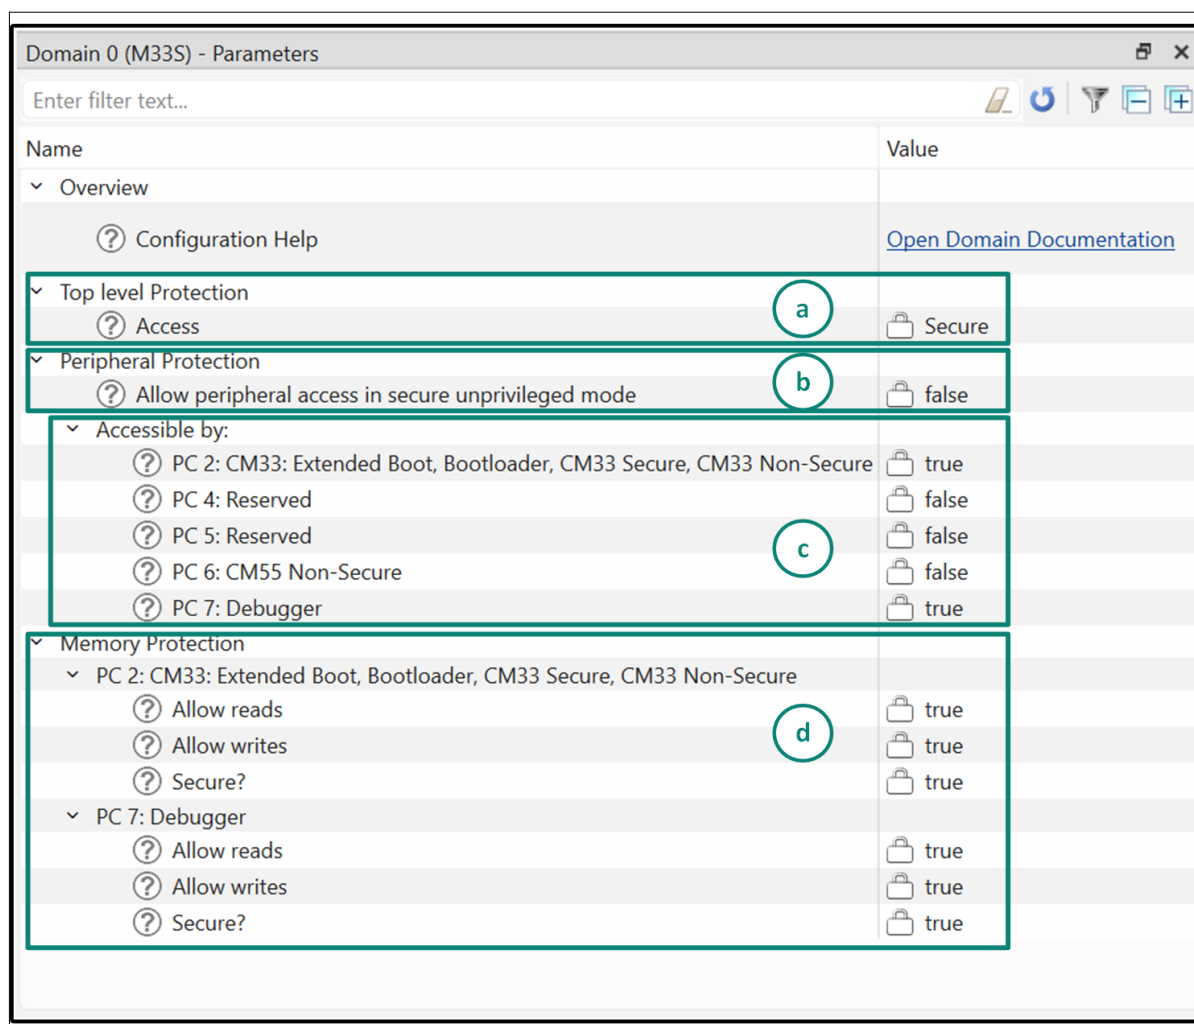 Domain 0 (M33S) - Parameters
Enter filter text...
Name Value
Overview
Configuration Help Open Domain Documentation
Top level Protection
a
Access Secure
Peripheral Protection
b
Allow peripheral access in secure unprivileged mode false
Accessible by:
PC 2: CM33: Extended Boot, Bootloader, CM33 Secure, CM33 Non-Secure true
PC 4: Reserved false
PC 5: Reserved false
c
PC 6: CM55 Non-Secure false
PC 7: Debugger true
Memory Protection
PC 2: CM33: Extended Boot, Bootloader, CM33 Secure, CM33 Non-Secure
Allow reads true
d
Allow writes true
Secure? true
PC 7: Debugger
Allow reads true
Allow writes true
Secure? true